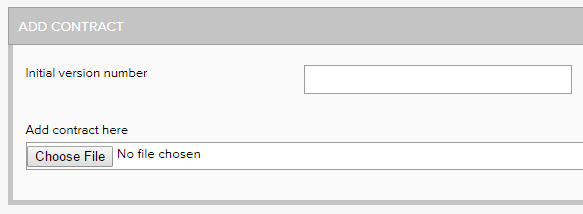 ADD CONTRACT
Initial version number
Add contract here
Choose File No file chosen